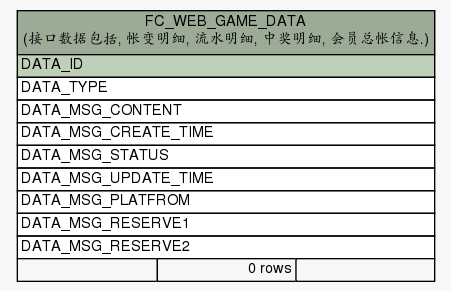 FC_WEB_GAME_DATA
(接口数据包括, 帐变明细, 流水明细, 中奖明细, 会员总帐信息.)
DATA_ID
DATA_TYPE
DATA_MSG_CONTENT
DATA_MSG_CREATE_TIME
DATA_MSG_STATUS
DATA_MSG_UPDATE_TIME
DATA_MSG_PLATFROM
DATA_MSG_RESERVE1
DATA_MSG_RESERVE2
0 rows